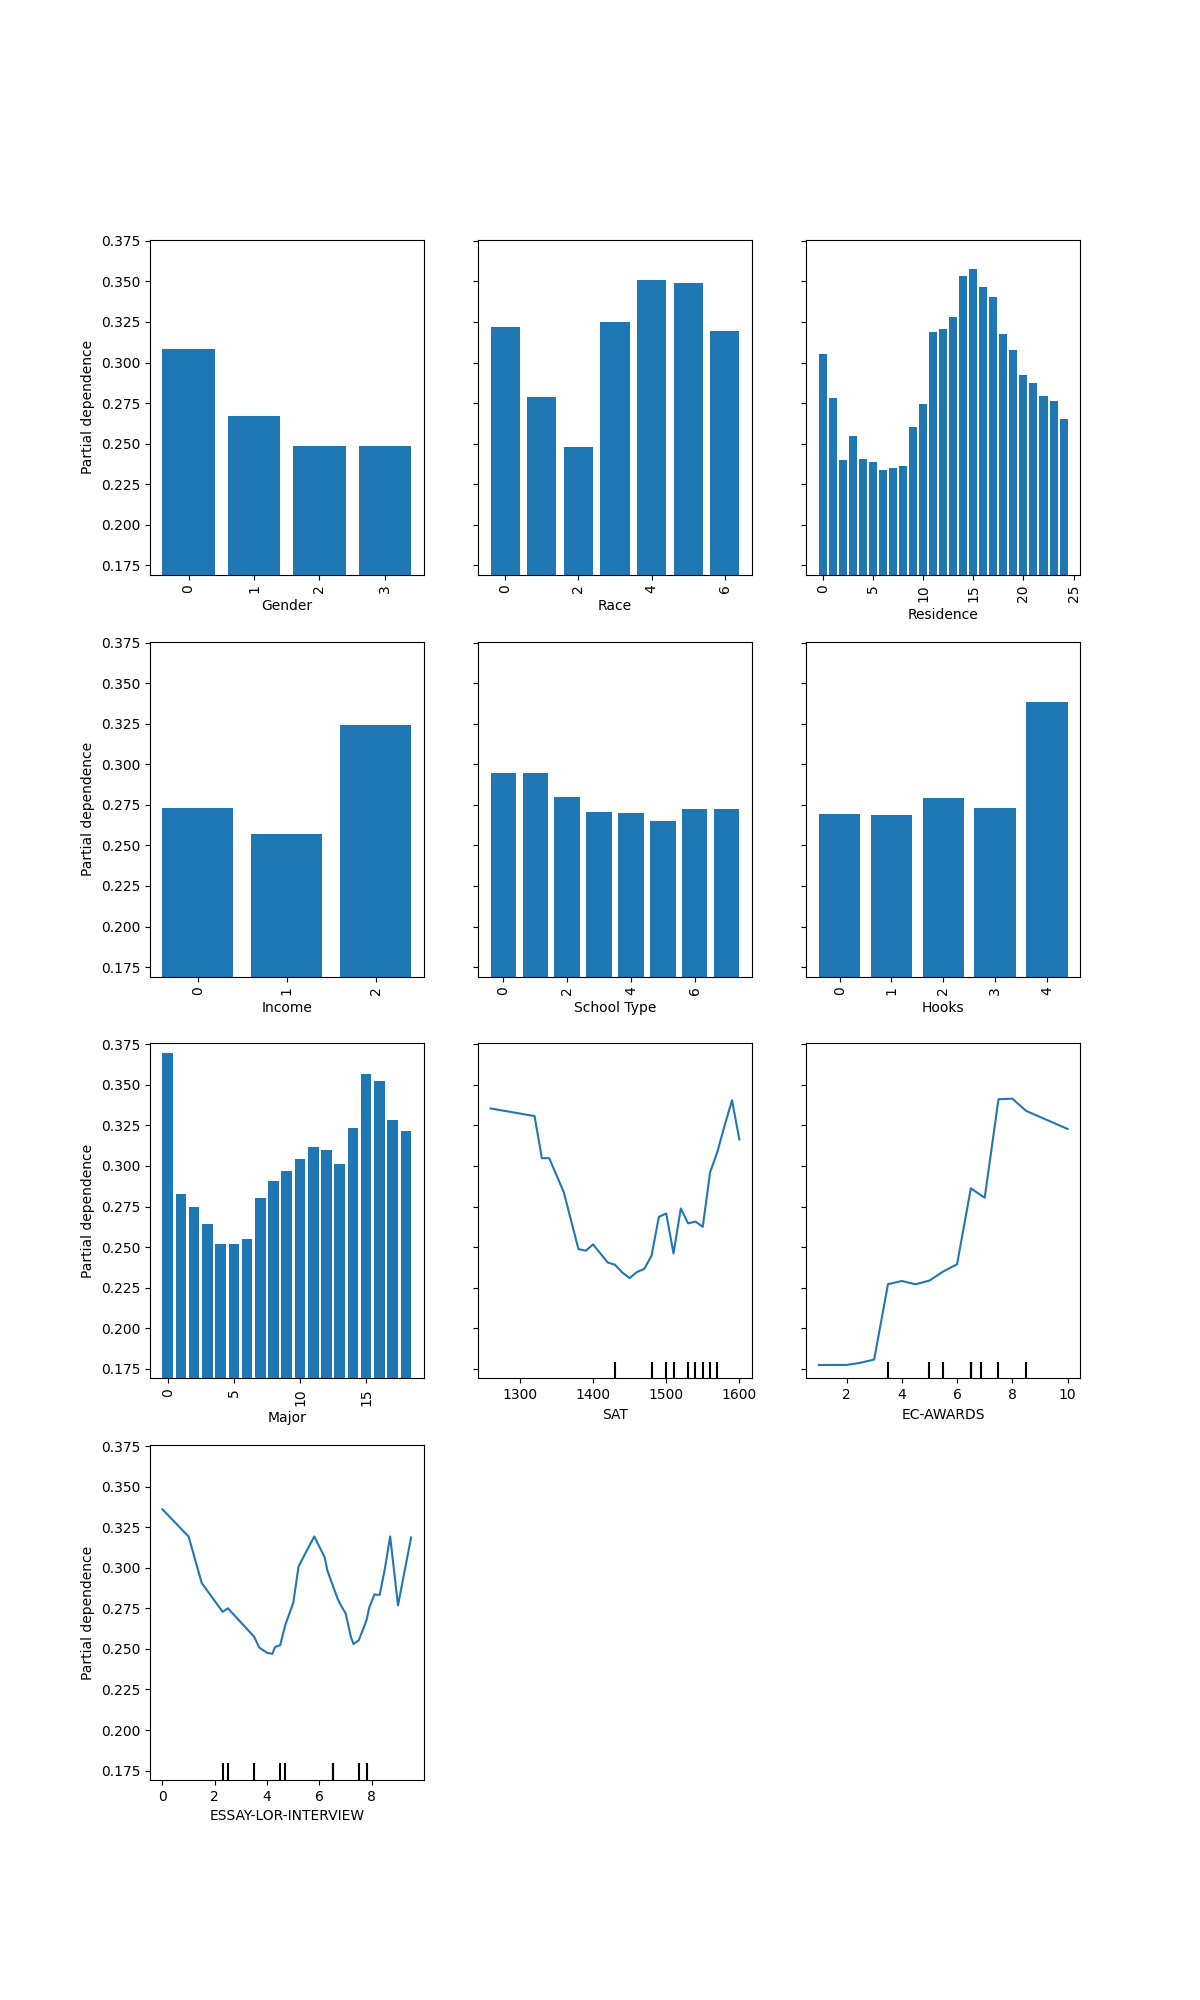 0.375
0.350
0.325
0.300
0.275
0.250
0.225
0.200
0.175
Partial dependence
0 1 2 3
Gender
0 2 4 6
Race
0 5 10 15 20 25
Residence
0.375
0.350
0.325
0.300
0.275
0.250
0.225
0.200
0.175
Partial dependence
0 1 2
Income
0 2 4 6
School Type
0 1 2 3 4
Hooks
0.375
0.350
0.325
0.300
0.275
0.250
0.225
0.200
0.175
Partial dependence
0 5 10 15
Major
1300 1400 1500 1600
SAT
2 4 6 8 10
EC-AWARDS
0.375
0.350
0.325
0.300
0.275
0.250
0.225
0.200
0.175
Partial dependence
0 2 4 6 8
ESSAY-LOR-INTERVIEW